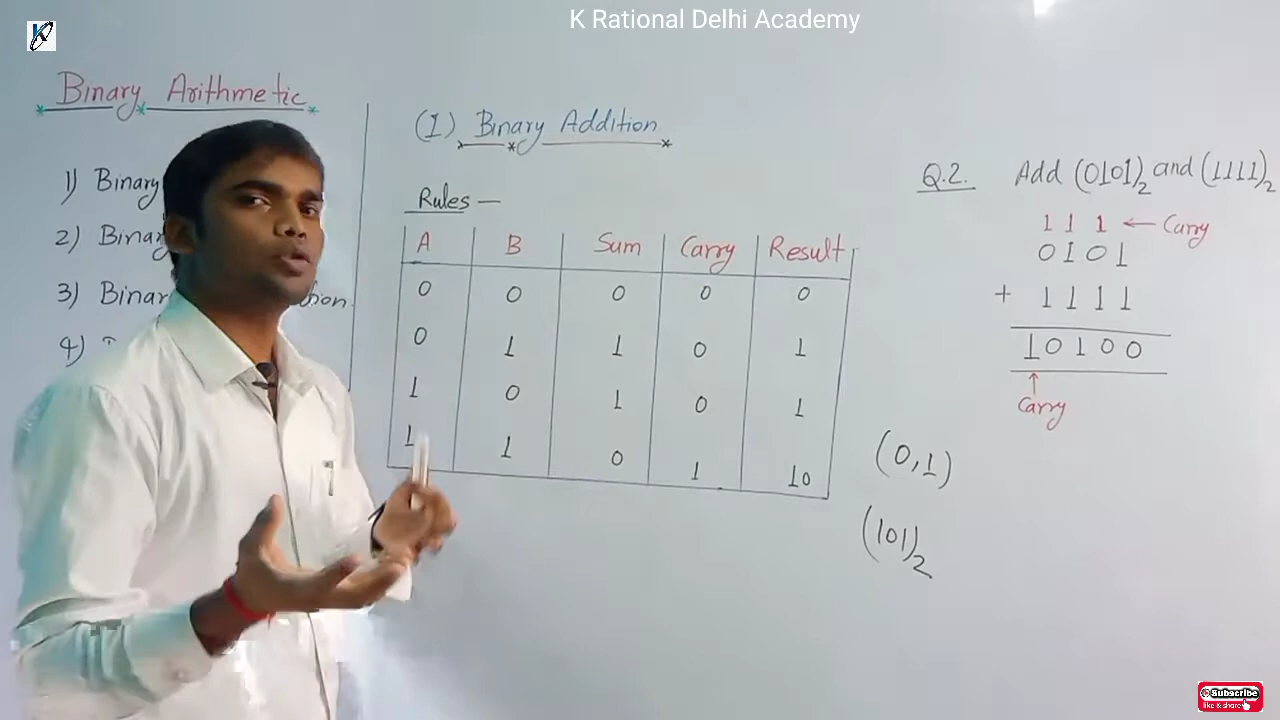 K Rational Delhi Academy
Binary Arithmetic
1) Binary
2)
3)
4)
(I) Binary Addition
Rules —
A B Sum Carry Result
0 0 0 0 0
0 1 1 0 1
1 0 1 0 1
1 1 0 1 10
Q.2. Add (0101)₂ and (1111)₂
1 1 1 ← Carry
0 1 0 1
+ 1 1 1 1
1 0 1 0 0
↑
Carry
(0,1)
(101)₂
Subscribe
like & share